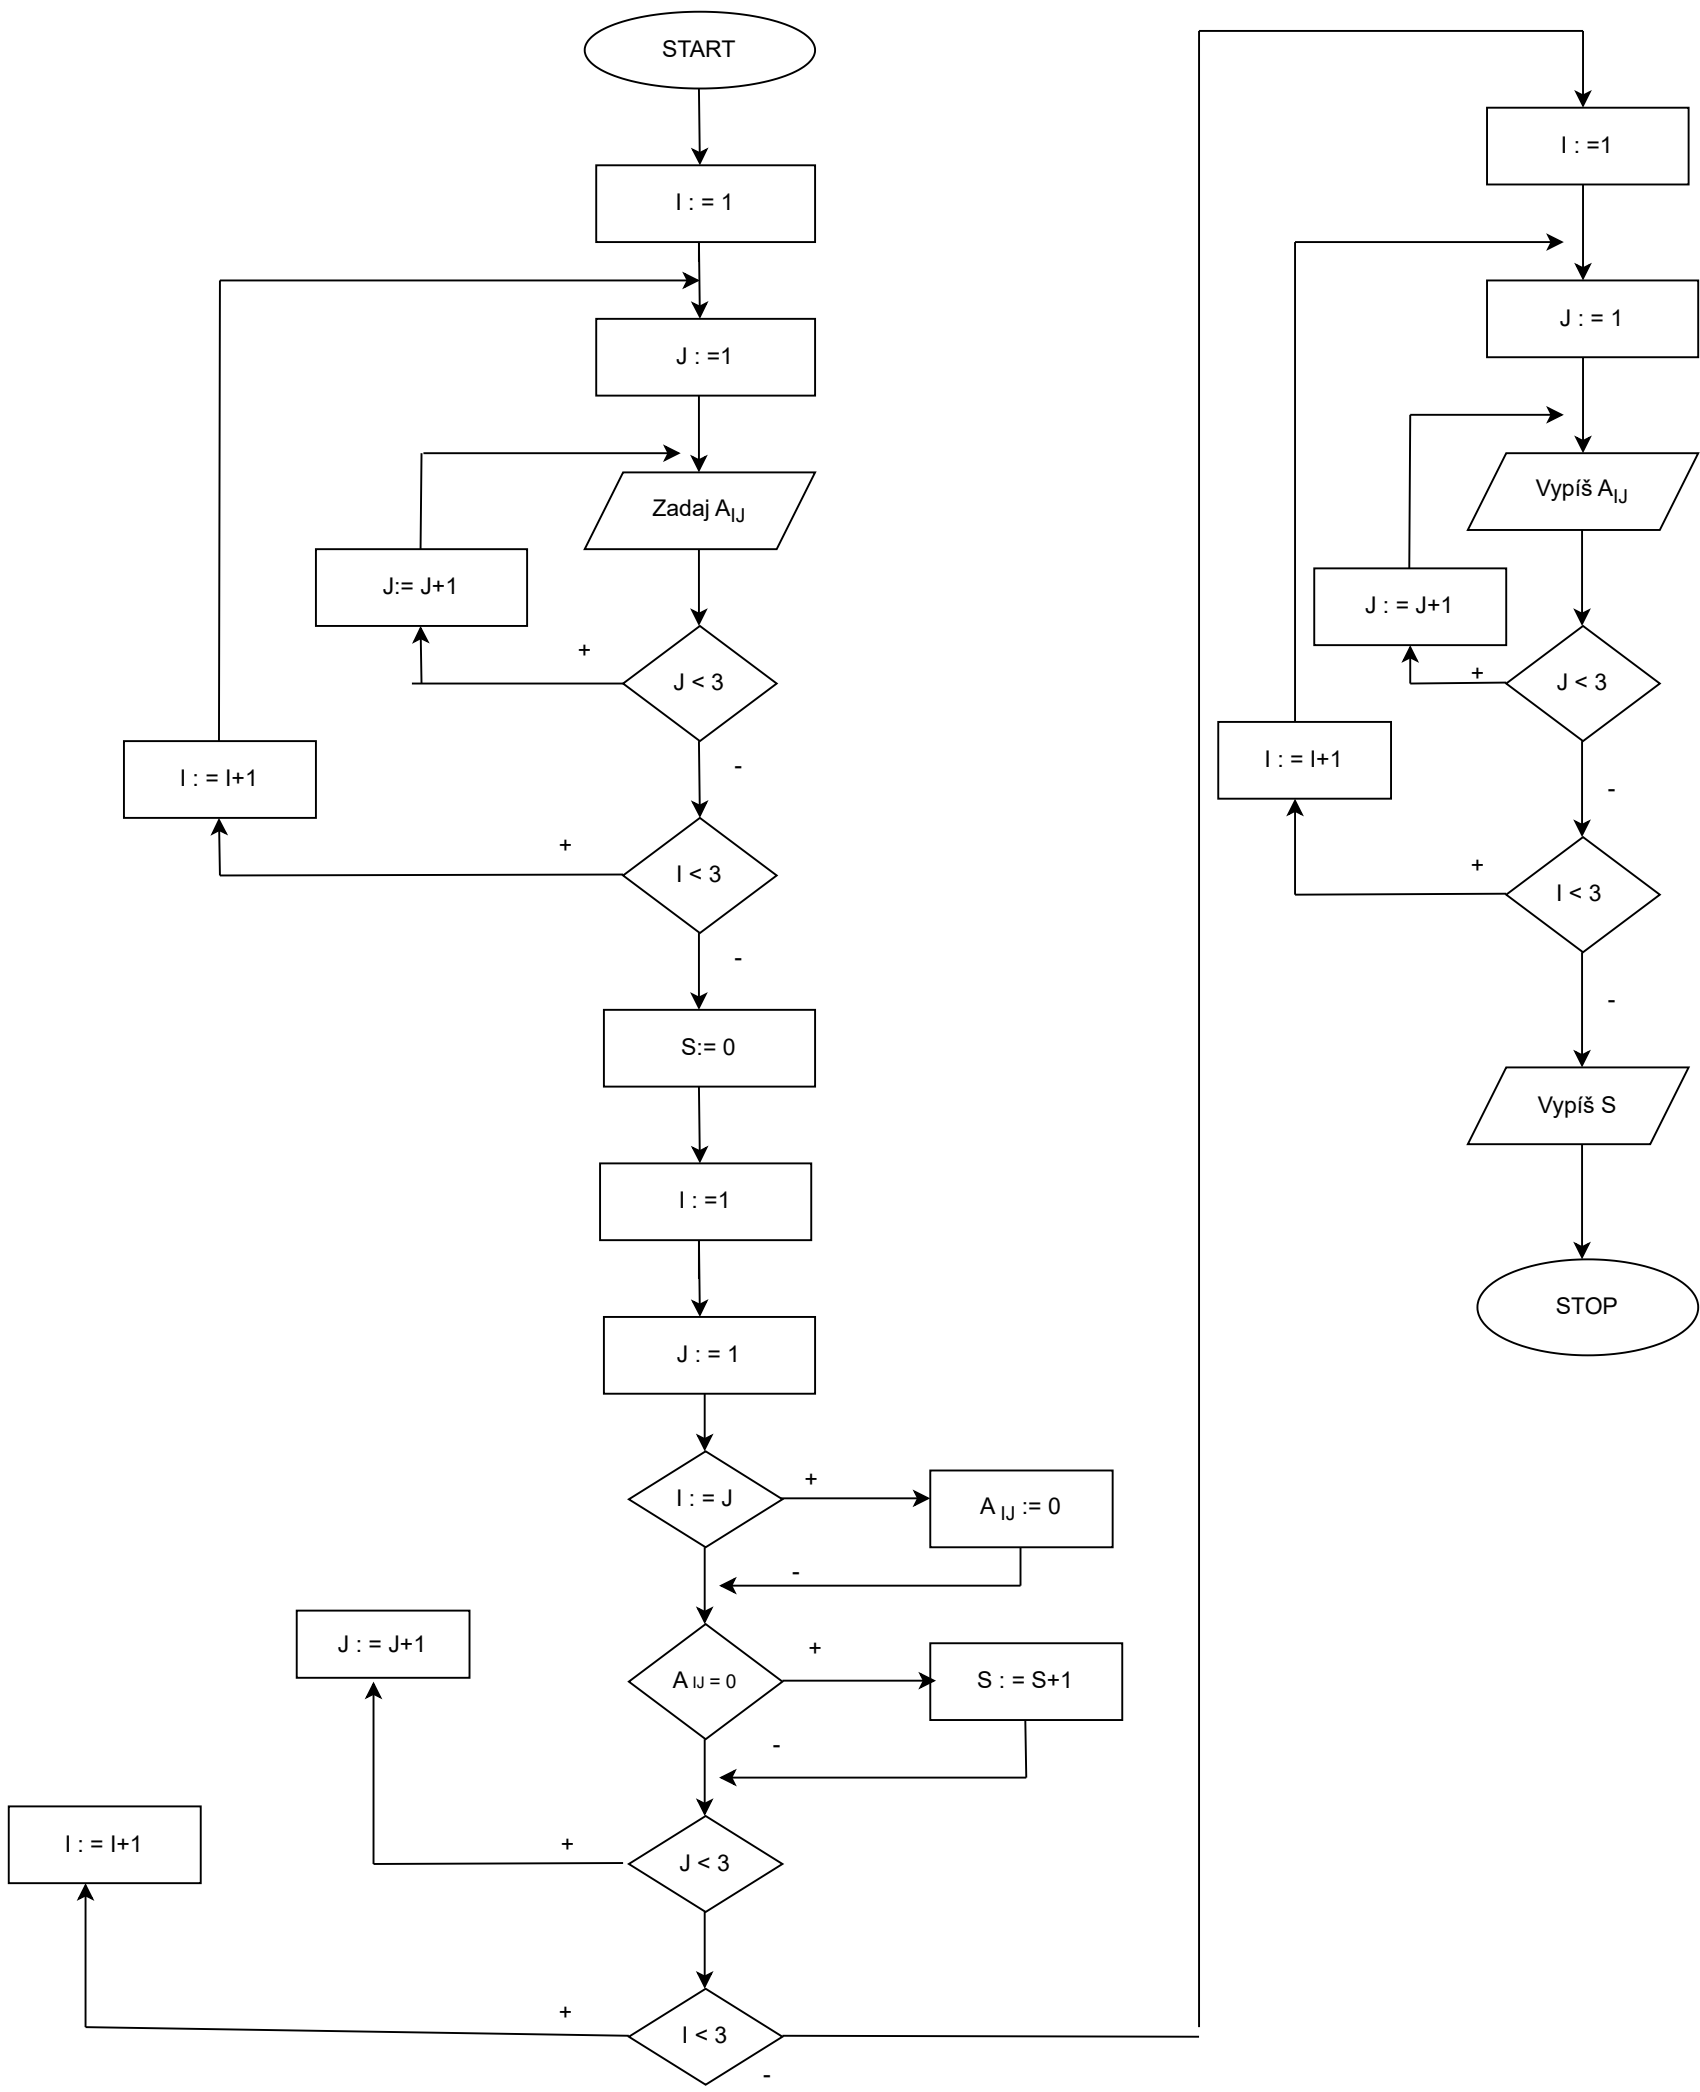 START
I : = 1
J : =1
Zadaj AIJ
J:= J+1
+
J < 3
-
I : = I+1
+
I < 3
-
S:= 0
I : =1
J : = 1
I : = J
+
A IJ := 0
-
J : = J+1
A IJ = 0
+
S : = S+1
-
I : = I+1
+
J < 3
+
I < 3
-
I : =1
J : = 1
Vypíš AIJ
J : = J+1
+
J < 3
-
I : = I+1
+
I < 3
-
Vypíš S
STOP